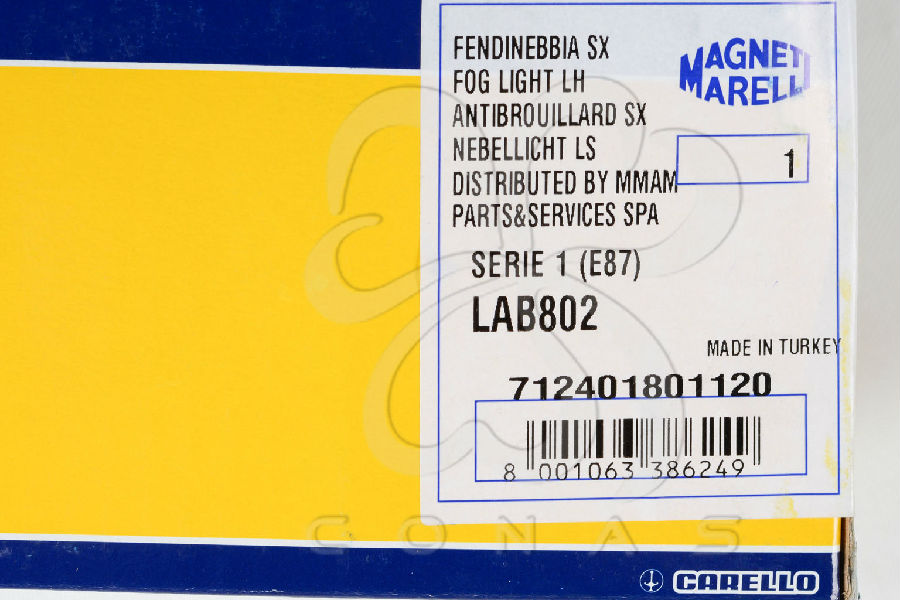 FENDINEBBIA SX
FOG LIGHT LH
ANTIBROUILLARD SX
NEBELLICHT LS
DISTRIBUTED BY MMAM
PARTS&SERVICES SPA
MAGNETI
MARELLI
1
SERIE 1 (E87)
LAB802
MADE IN TURKEY
712401801120
8 001063 386249
CONAS
CARELLO